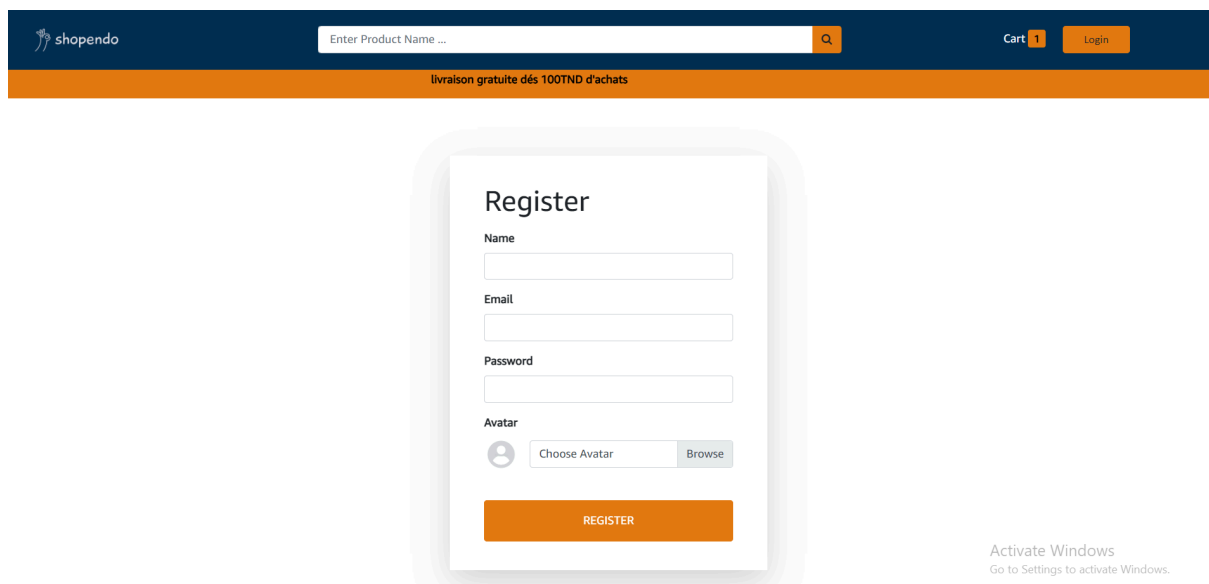 shopendo
Enter Product Name ...
Cart 1
Login
livraison gratuite dés 100TND d'achats
Register
Name
Email
Password
Avatar
Choose Avatar
Browse
REGISTER
Activate Windows
Go to Settings to activate Windows.